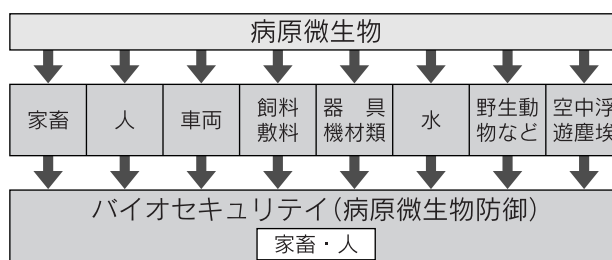 病原微生物
家畜
人
車両
飼料
敷料
器具
機材類
水
野生動
物など
空中浮
遊塵埃
バイオセキュリテイ(病原微生物防御)
家畜・人